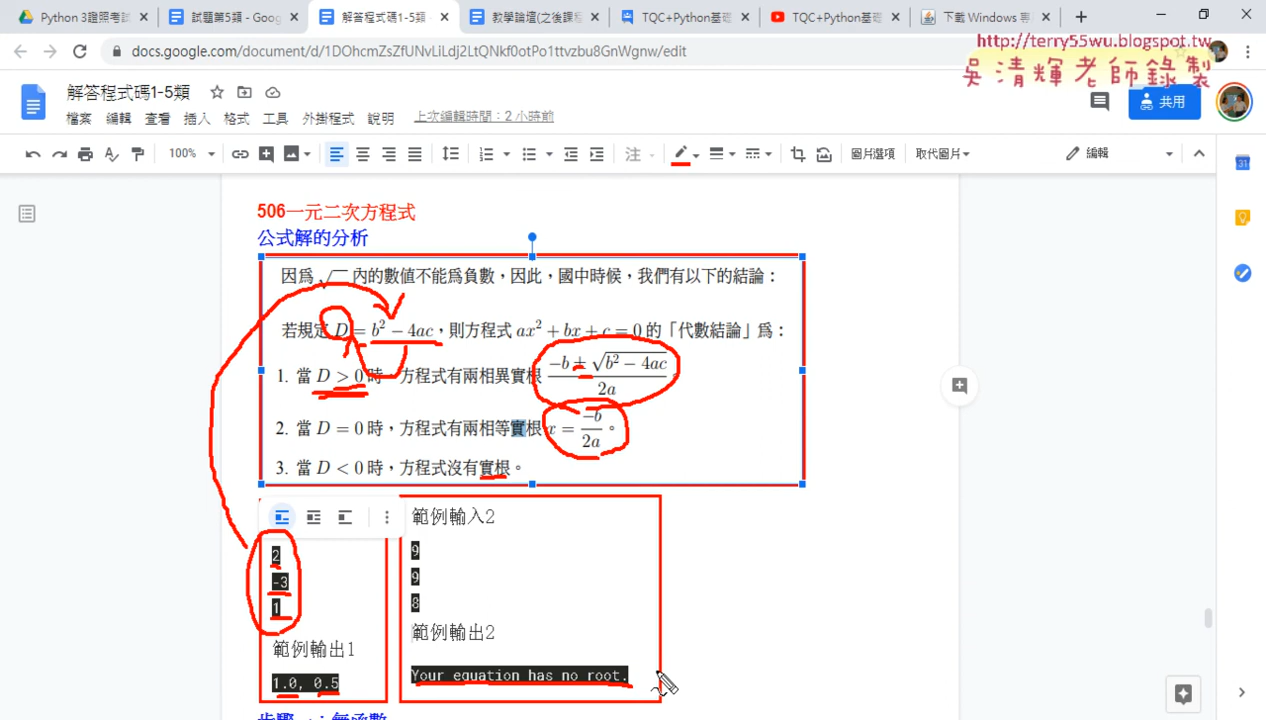 Python 3證照考試
試題第5類 - Goog
解答程式碼1-5類
教學論壇(之後課程
TQC+Python基礎
TQC+Python基礎
下載 Windows 專
docs.google.com/document/d/1DOhcmZsZfUNvLiLdj2LtQNkf0otPo1ttvzbu8GnWgnw/edit
http://terry55wu.blogspot.tw
吳清輝老師錄製
解答程式碼1-5類
檔案 編輯 查看 插入 格式 工具 外掛程式 說明 上次編輯時間：2 小時前
共用
100% 注 圖片選項 取代圖片 編輯
506一元二次方程式
公式解的分析
因為 √ 內的數值不能為負數，因此，國中時候，我們有以下的結論：
若規定 D = b² − 4ac，則方程式 ax² + bx + c = 0 的「代數結論」為：
1. 當 D > 0 時，方程式有兩相異實根 (−b ± √(b² − 4ac)) / 2a。
2. 當 D = 0 時，方程式有兩相等實根 x = −b / 2a。
3. 當 D < 0 時，方程式沒有實根。
2
-3
1
範例輸出1
1.0, 0.5
範例輸入2
9
9
8
範例輸出2
Your equation has no root.